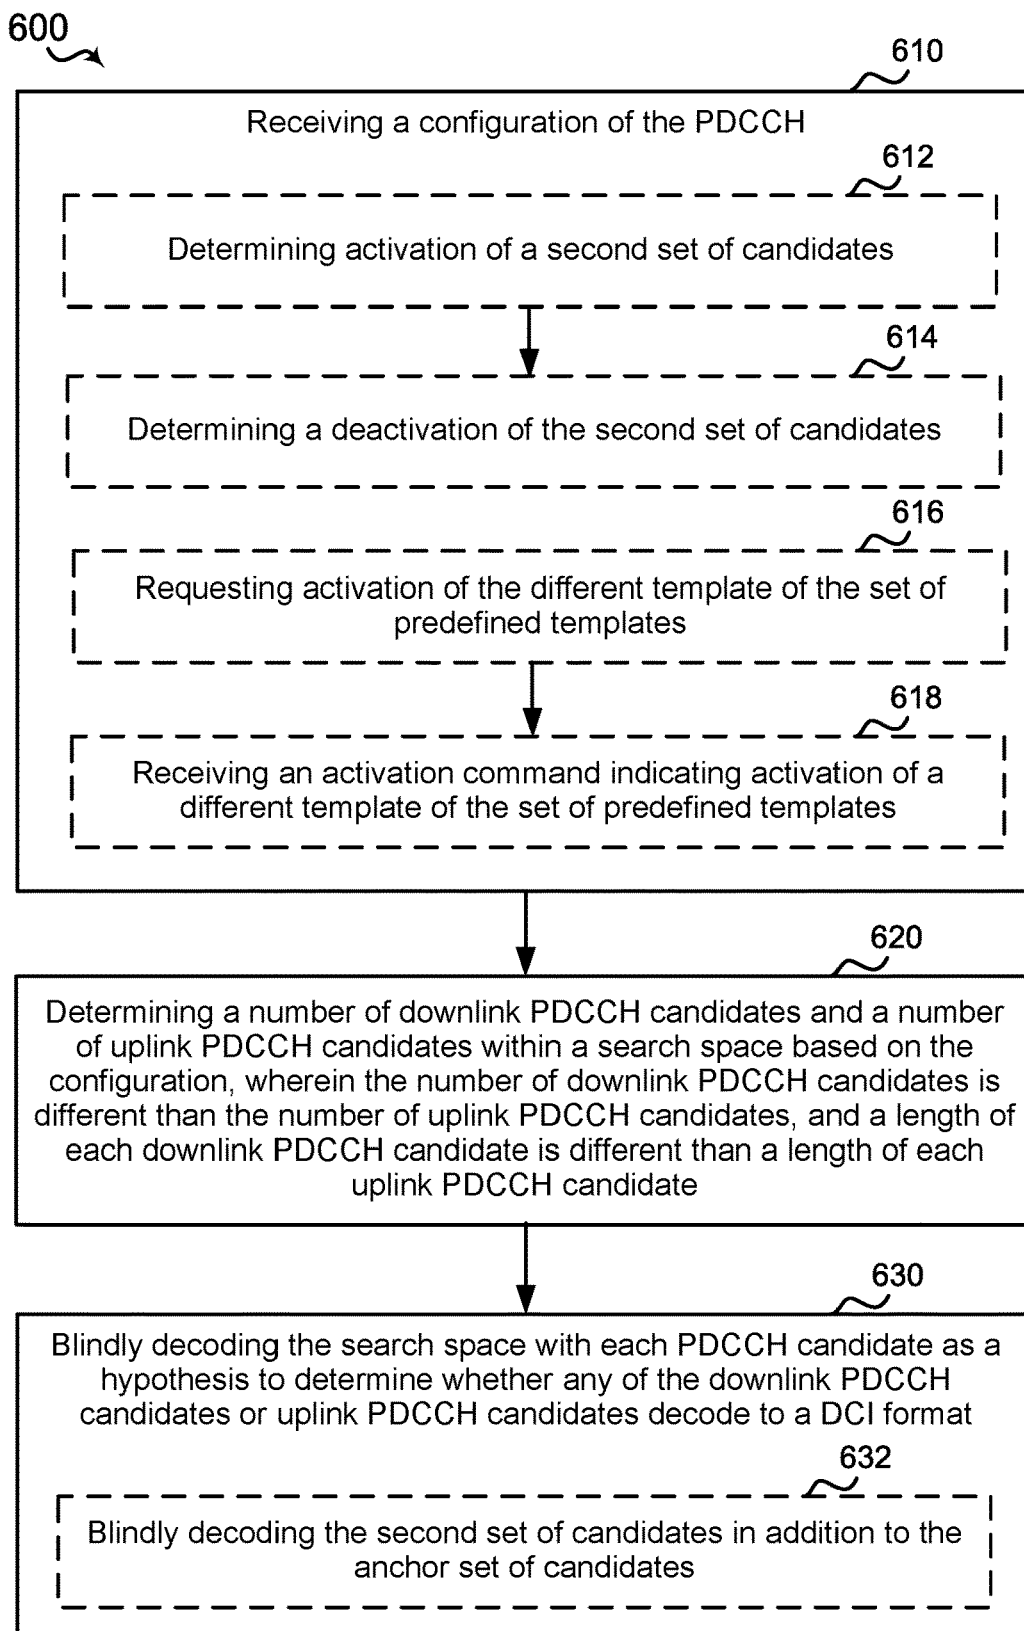 600
610
Receiving a configuration of the PDCCH
612
Determining activation of a second set of candidates
614
Determining a deactivation of the second set of candidates
616
Requesting activation of the different template of the set of
predefined templates
618
Receiving an activation command indicating activation of a
different template of the set of predefined templates
620
Determining a number of downlink PDCCH candidates and a number
of uplink PDCCH candidates within a search space based on the
configuration, wherein the number of downlink PDCCH candidates is
different than the number of uplink PDCCH candidates, and a length of
each downlink PDCCH candidate is different than a length of each
uplink PDCCH candidate
630
Blindly decoding the search space with each PDCCH candidate as a
hypothesis to determine whether any of the downlink PDCCH
candidates or uplink PDCCH candidates decode to a DCI format
632
Blindly decoding the second set of candidates in addition to the
anchor set of candidates